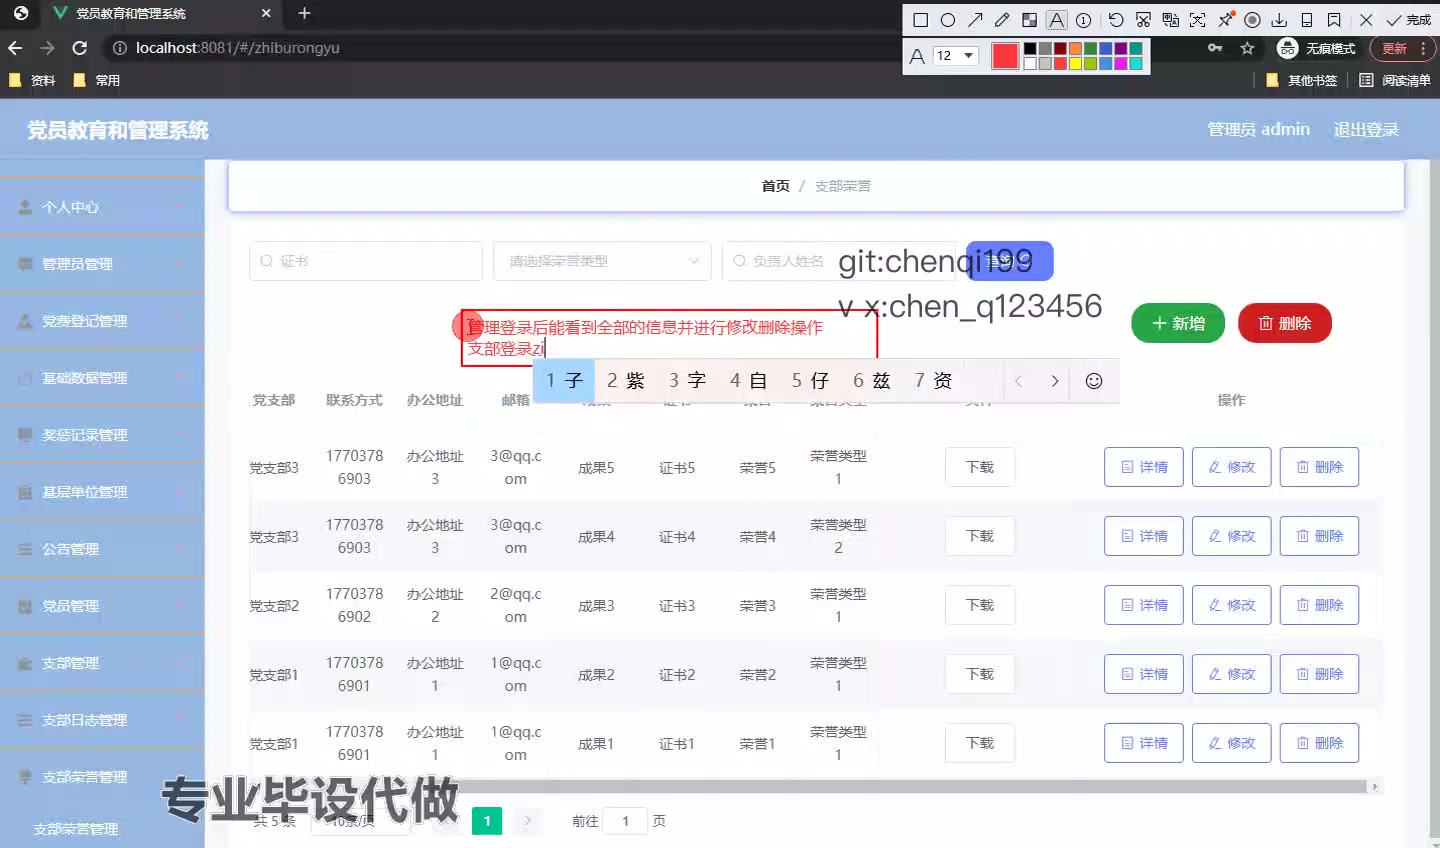 党员教育和管理系统
完成
localhost:8081/#/zhiburongyu
12
无痕模式
更新
资料
常用
其他书签
阅读清单
党员教育和管理系统
管理员 admin
退出登录
首页 / 支部荣誉
个人中心
管理员管理
党费登记管理
基础数据管理
奖惩记录管理
基层单位管理
公告管理
党员管理
支部管理
支部日志管理
支部荣誉管理
支部荣誉管理
证书
请选择荣誉类型
负责人姓名
git:chenqi199
v x:chen_q123456
新增
删除
管理登录后能看到全部的信息并进行修改删除操作
支部登录zi
1 子 2 紫 3 字 4 自 5 仔 6 兹 7 资
党支部 联系方式 办公地址 邮箱 操作
党支部3 17703786903 办公地址3 3@qq.com 成果5 证书5 荣誉5 荣誉类型1 下载 详情 修改 删除
党支部3 17703786903 办公地址3 3@qq.com 成果4 证书4 荣誉4 荣誉类型2 下载 详情 修改 删除
党支部2 17703786902 办公地址2 2@qq.com 成果3 证书3 荣誉3 荣誉类型1 下载 详情 修改 删除
党支部1 17703786901 办公地址1 1@qq.com 成果2 证书2 荣誉2 荣誉类型1 下载 详情 修改 删除
党支部1 17703786901 办公地址1 1@qq.com 成果1 证书1 荣誉1 荣誉类型1 下载 详情 修改 删除
专业毕设代做
共 5 条
10条/页
1
前往 1 页